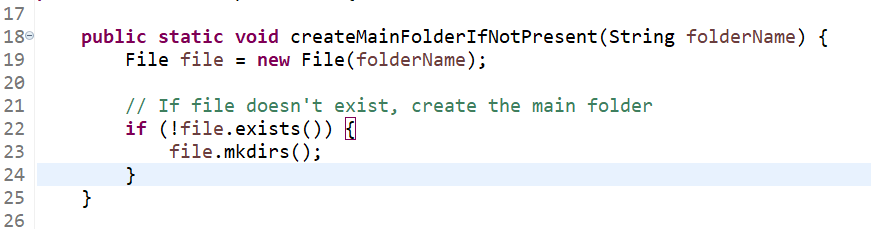 17
18 public static void createMainFolderIfNotPresent(String folderName) {
19 File file = new File(folderName);
20
21 // If file doesn't exist, create the main folder
22 if (!file.exists()) {
23 file.mkdirs();
24 }
25 }
26